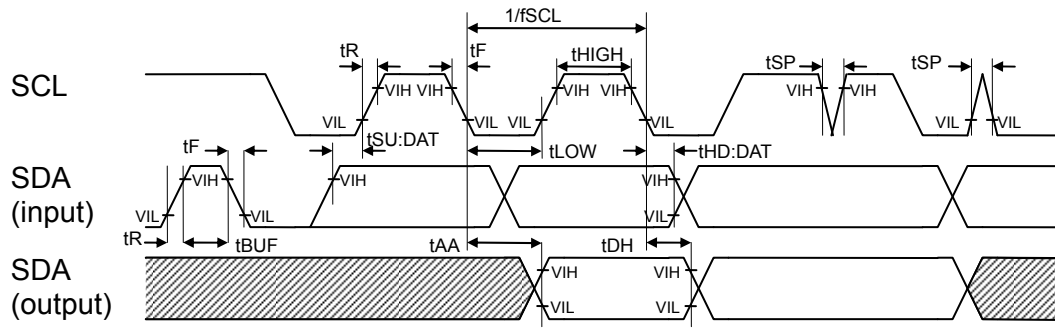 1/fSCL
tR tF tHIGH tSP tSP
SCL VIH VIH VIH VIH VIH
VIL VIL VIL VIL VIL VIL
tSU:DAT
tF tLOW tHD:DAT
SDA VIH VIH VIH
(input) VIL VIL VIL
tR tBUF tAA tDH
SDA VIH VIH
(output) VIL VIL